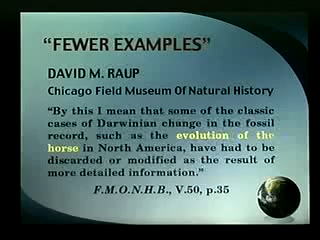 “FEWER EXAMPLES”
DAVID M. RAUP
Chicago Field Museum Of Natural History
“By this I mean that some of the classic
cases of Darwinian change in the fossil
record, such as the evolution of the
horse in North America, have had to be
discarded or modified as the result of
more detailed information.”
F.M.O.N.H.B., V.50, p.35